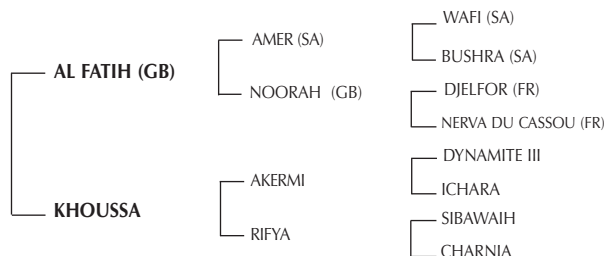 AL FATIH (GB)
AMER (SA)
WAFI (SA)
BUSHRA (SA)
NOORAH (GB)
DJELFOR (FR)
NERVA DU CASSOU (FR)
KHOUSSA
AKERMI
DYNAMITE III
ICHARA
RIFYA
SIBAWAIH
CHARNIA